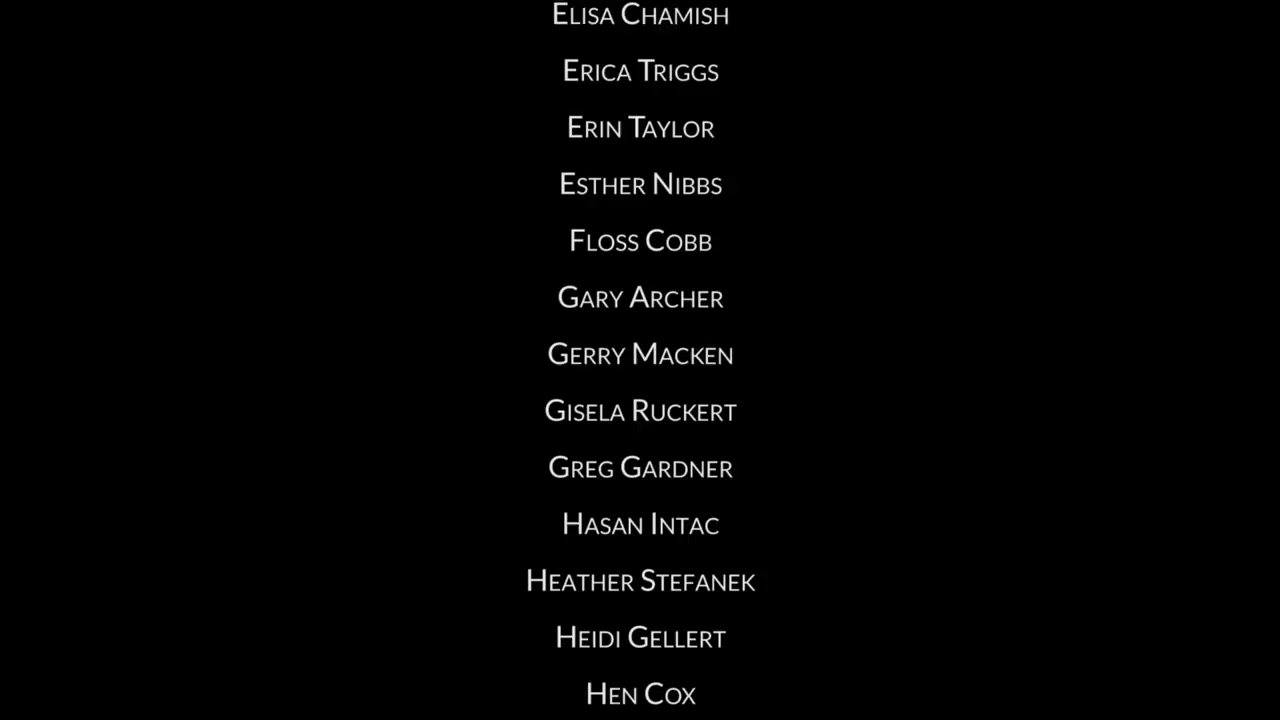 Elisa Chamish
Erica Triggs
Erin Taylor
Esther Nibbs
Floss Cobb
Gary Archer
Gerry Macken
Gisela Ruckert
Greg Gardner
Hasan Intac
Heather Stefanek
Heidi Gellert
Hen Cox